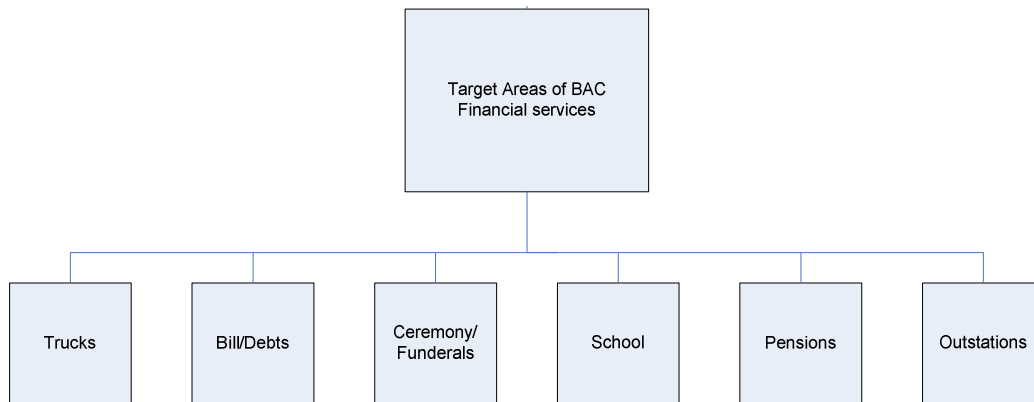 Target Areas of BAC
Financial services
Trucks
Bill/Debts
Ceremony/
Funderals
School
Pensions
Outstations